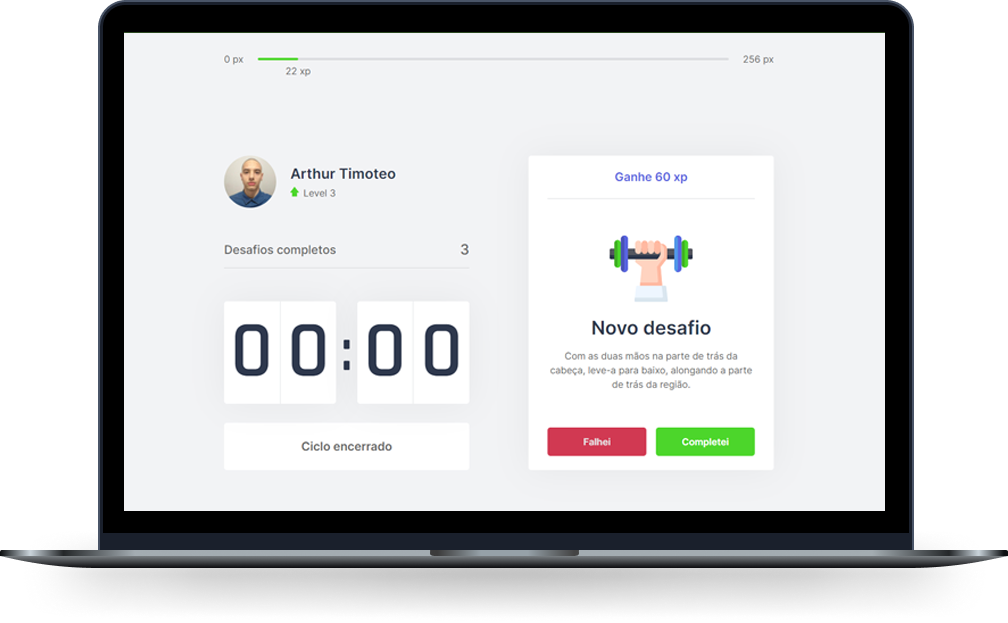 0 px
256 px
22 xp
Arthur Timoteo
Level 3
Desafios completos 3
00:00
Ciclo encerrado
Ganhe 60 xp
Novo desafio
Com as duas mãos na parte de trás da
cabeça, leve-a para baixo, alongando a parte
de trás da região.
Falhei
Completei